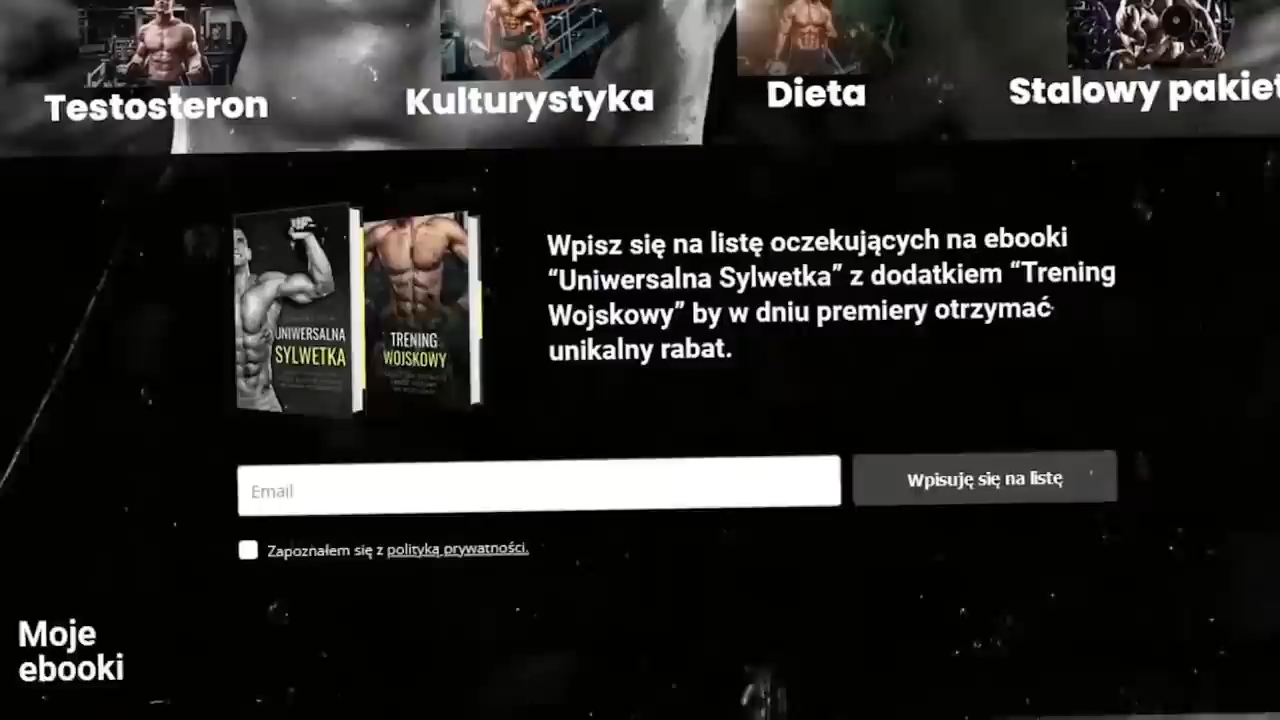 Testosteron
Kulturystyka
Dieta
Stalowy pakiet
Wpisz się na listę oczekujących na ebooki
“Uniwersalna Sylwetka” z dodatkiem “Trening
Wojskowy” by w dniu premiery otrzymać
unikalny rabat.
UNIWERSALNA
SYLWETKA
TRENING
WOJSKOWY
Email
Wpisuję się na listę
Zapoznałem się z polityką prywatności.
Moje
ebooki